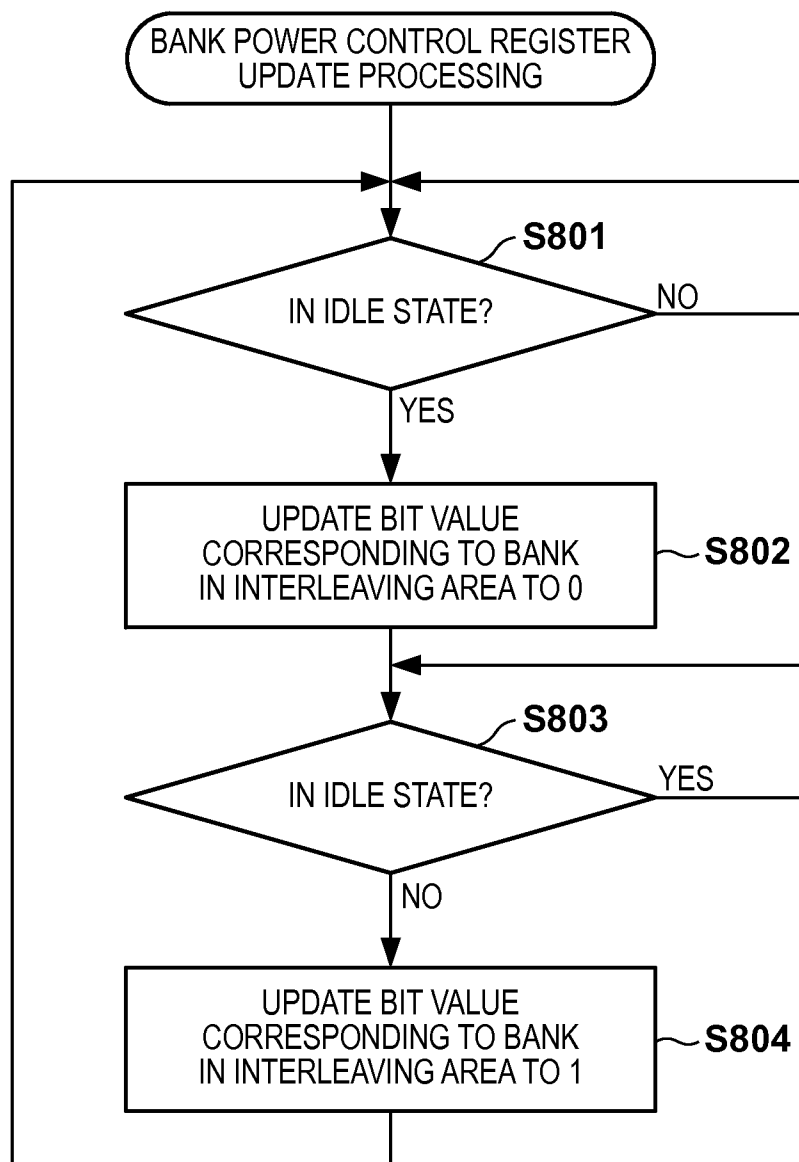 BANK POWER CONTROL REGISTER
UPDATE PROCESSING
S801
IN IDLE STATE?
NO
YES
UPDATE BIT VALUE
CORRESPONDING TO BANK
IN INTERLEAVING AREA TO 0
S802
S803
IN IDLE STATE?
YES
NO
UPDATE BIT VALUE
CORRESPONDING TO BANK
IN INTERLEAVING AREA TO 1
S804